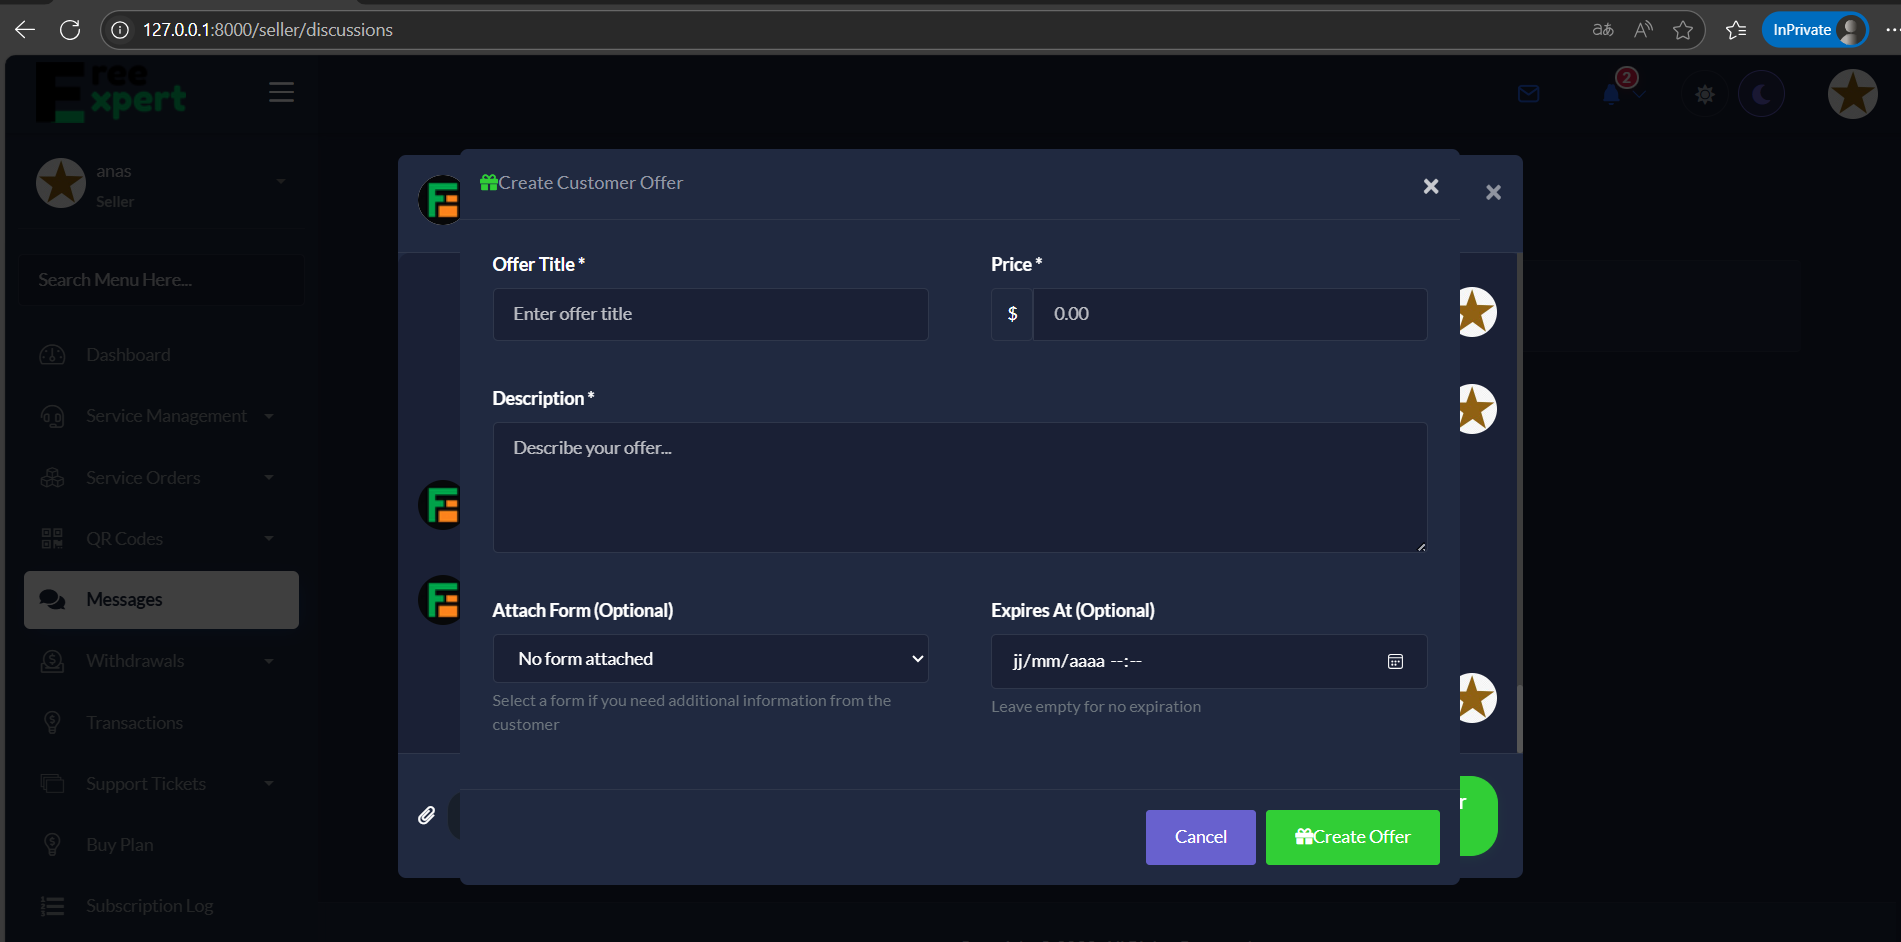 127.0.0.1:8000/seller/discussions
aあ
A
InPrivate
Free
Expert
2
anas
Seller
Search Menu Here...
Dashboard
Service Management
Service Orders
QR Codes
Messages
Withdrawals
Transactions
Support Tickets
Buy Plan
Subscription Log
Create Customer Offer
Offer Title *
Price *
Enter offer title
$ 0.00
Description *
Describe your offer...
Attach Form (Optional)
Expires At (Optional)
No form attached
jj/mm/aaaa --:--
Select a form if you need additional information from the
customer
Leave empty for no expiration
r
Cancel
Create Offer